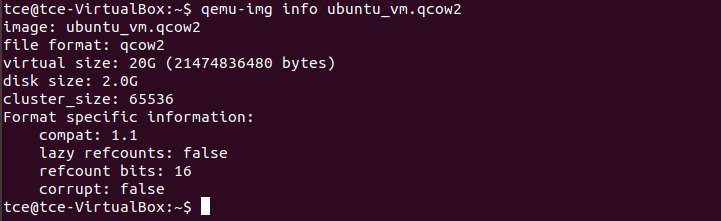 tce@tce-VirtualBox:~$ qemu-img info ubuntu_vm.qcow2
image: ubuntu_vm.qcow2
file format: qcow2
virtual size: 20G (21474836480 bytes)
disk size: 2.0G
cluster_size: 65536
Format specific information:
    compat: 1.1
    lazy refcounts: false
    refcount bits: 16
    corrupt: false
tce@tce-VirtualBox:~$